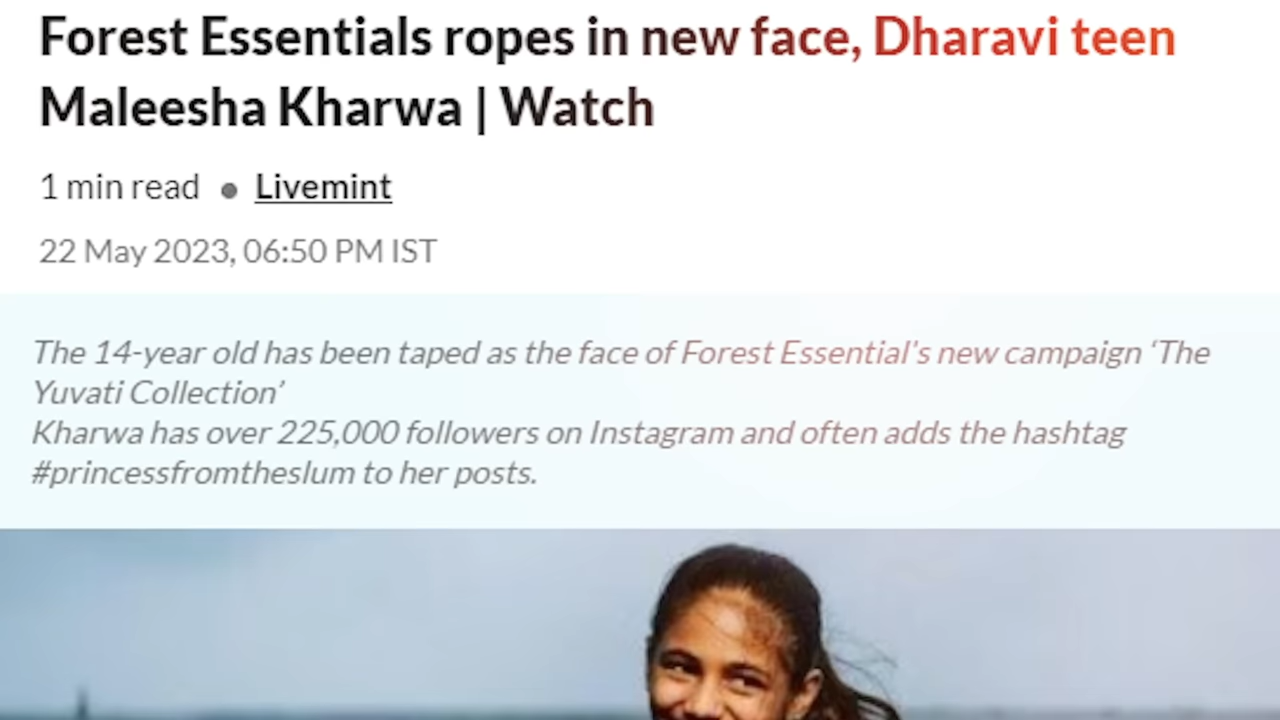 Forest Essentials ropes in new face, Dharavi teen
Maleesha Kharwa | Watch
1 min read ● Livemint
22 May 2023, 06:50 PM IST
The 14-year old has been taped as the face of Forest Essential's new campaign ‘The
Yuvati Collection’
Kharwa has over 225,000 followers on Instagram and often adds the hashtag
#princessfromtheslum to her posts.